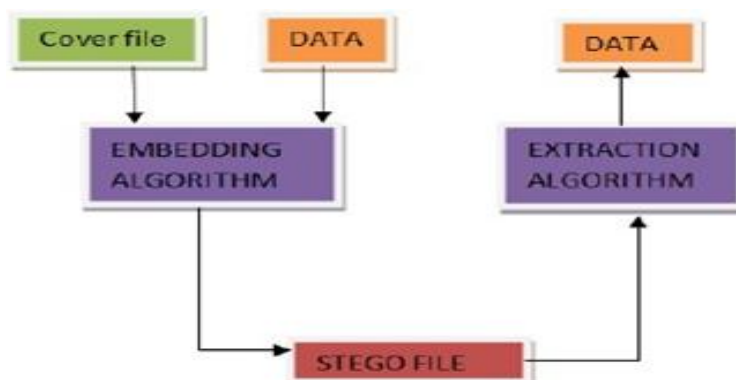 Cover file
DATA
DATA
EMBEDDING
ALGORITHM
EXTRACTION
ALGORITHM
STEGO FILE